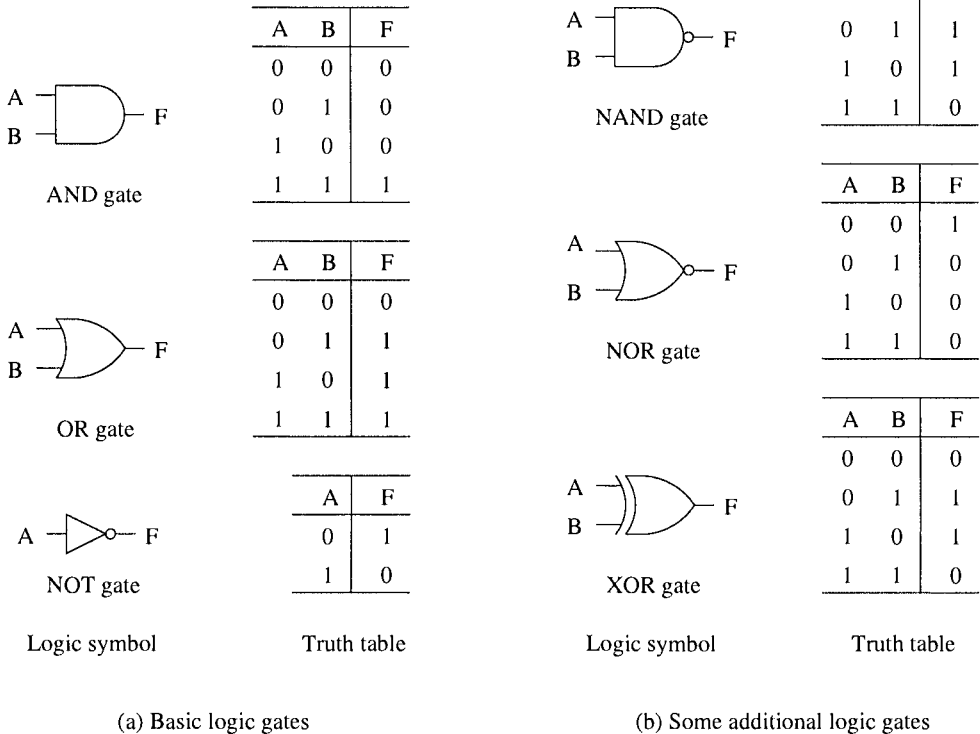 A B F
0 0 0
0 1 0
1 0 0
1 1 1
A
B
F
AND gate
A B F
0 0 0
0 1 1
1 0 1
1 1 1
A
B
F
OR gate
A F
0 1
1 0
A
F
NOT gate
Logic symbol
Truth table
(a) Basic logic gates
0 1 1
1 0 1
1 1 0
A
B
F
NAND gate
A B F
0 0 1
0 1 0
1 0 0
1 1 0
A
B
F
NOR gate
A B F
0 0 0
0 1 1
1 0 1
1 1 0
A
B
F
XOR gate
Logic symbol
Truth table
(b) Some additional logic gates